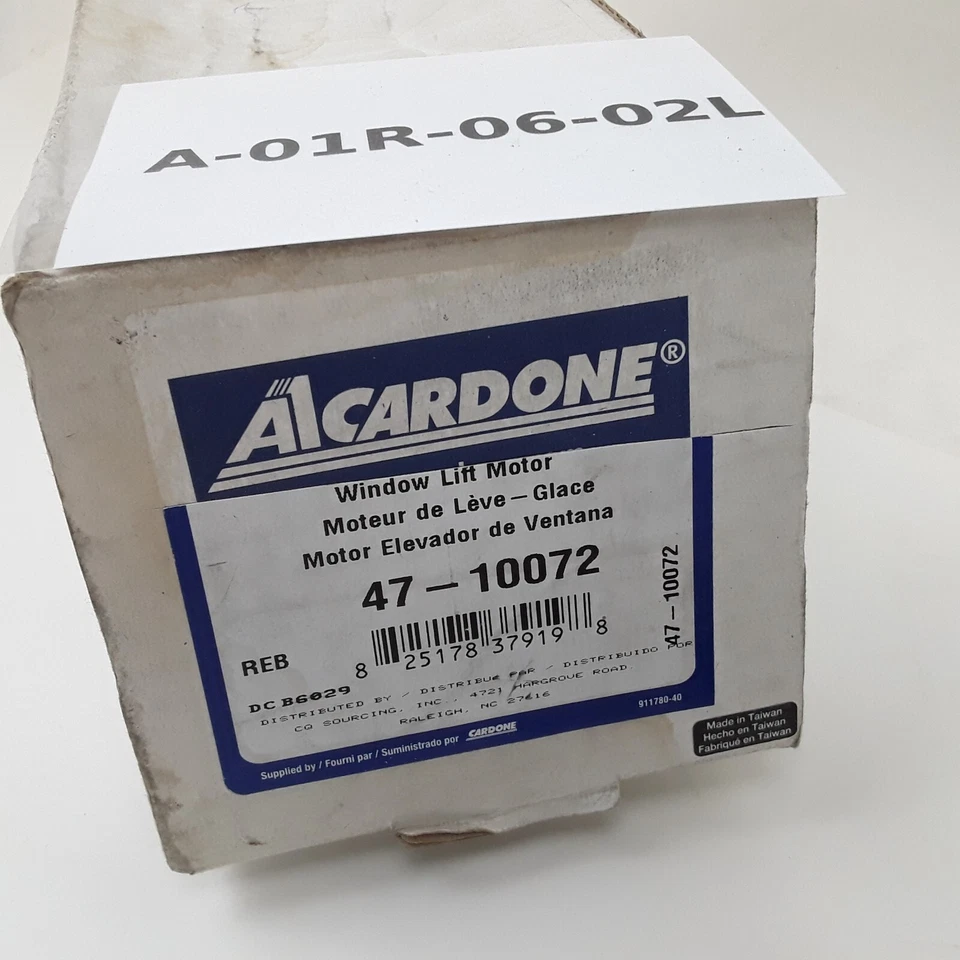 A-01R-06-02L
A1 CARDONE®
Window Lift Motor
Moteur de Lève-Glace
Motor Elevador de Ventana
47-10072
47-10072
REB
8 25178 37919 8
DC B6029
DISTRIBUTED BY / DISTRIBUE PAR / DISTRIBUIDO POR
CQ SOURCING, INC., 4721 HARGROVE ROAD.
RALEIGH, NC 27616
911780-40
Supplied by / Fourni par / Suministrado por CARDONE
Made in Taiwan
Hecho en Taiwan
Fabriqué en Taiwan